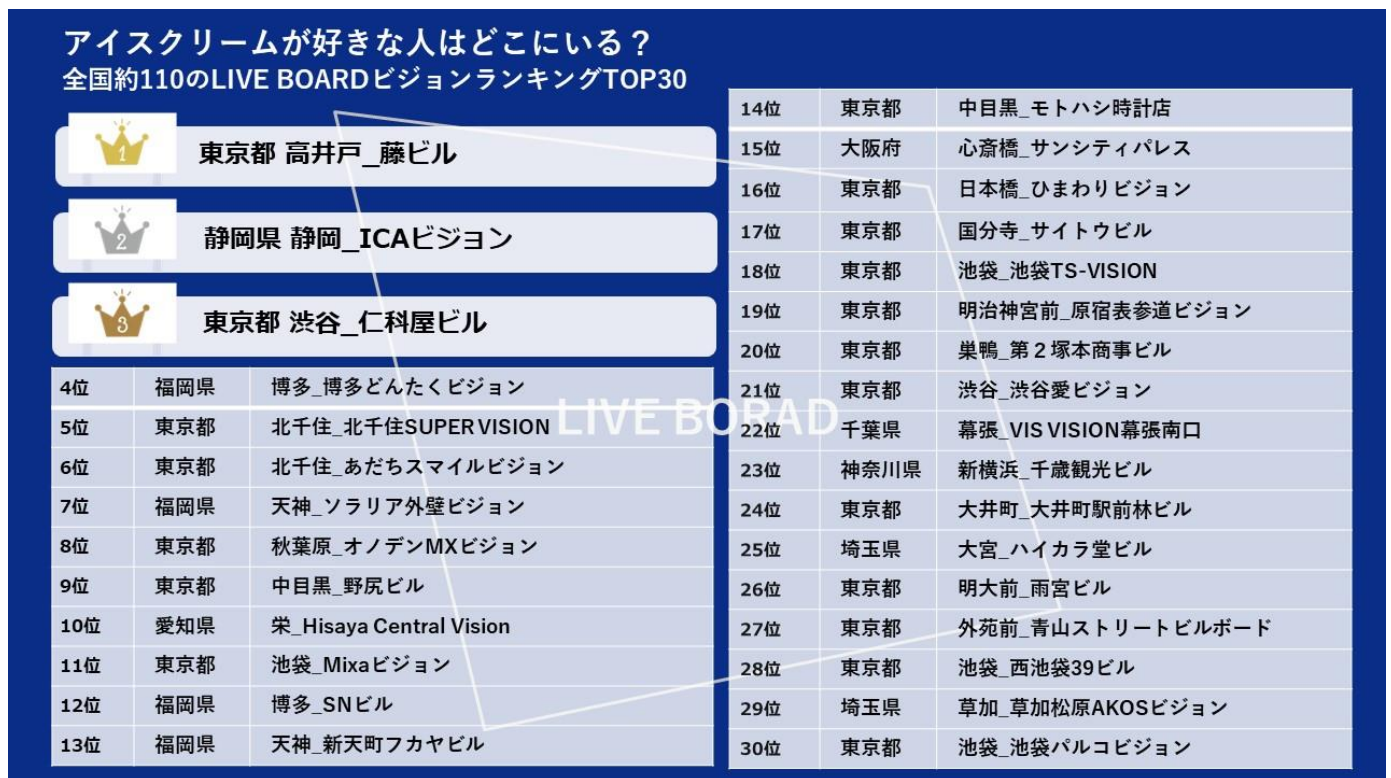 アイスクリームが好きな人はどこにいる？
全国約110のLIVE BOARDビジョンランキングTOP30
1 東京都 高井戸_藤ビル
2 静岡県 静岡_ICAビジョン
3 東京都 渋谷_仁科屋ビル
4位 福岡県 博多_博多どんたくビジョン
5位 東京都 北千住_北千住SUPER VISION
6位 東京都 北千住_あだちスマイルビジョン
7位 福岡県 天神_ソラリア外壁ビジョン
8位 東京都 秋葉原_オノデンMXビジョン
9位 東京都 中目黒_野尻ビル
10位 愛知県 栄_Hisaya Central Vision
11位 東京都 池袋_Mixaビジョン
12位 福岡県 博多_SNビル
13位 福岡県 天神_新天町フカヤビル
14位 東京都 中目黒_モトハシ時計店
15位 大阪府 心斎橋_サンシティパレス
16位 東京都 日本橋_ひまわりビジョン
17位 東京都 国分寺_サイトウビル
18位 東京都 池袋_池袋TS-VISION
19位 東京都 明治神宮前_原宿表参道ビジョン
20位 東京都 巣鴨_第２塚本商事ビル
21位 東京都 渋谷_渋谷愛ビジョン
22位 千葉県 幕張_VIS VISION幕張南口
23位 神奈川県 新横浜_千歳観光ビル
24位 東京都 大井町_大井町駅前林ビル
25位 埼玉県 大宮_ハイカラ堂ビル
26位 東京都 明大前_雨宮ビル
27位 東京都 外苑前_青山ストリートビルボード
28位 東京都 池袋_西池袋39ビル
29位 埼玉県 草加_草加松原AKOSビジョン
30位 東京都 池袋_池袋パルコビジョン
LIVE BORAD